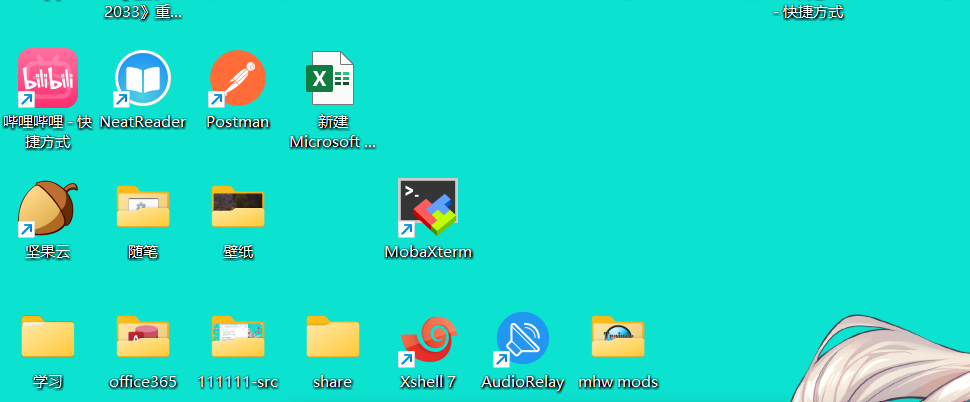 2033》重...
- 快捷方式
bilibili
哔哩哔哩 - 快
捷方式
NeatReader
Postman
X
新建
Microsoft ...
坚果云
随笔
壁纸
>_
MobaXterm
学习
A
office365
111111-src
share
Xshell 7
AudioRelay
mhw mods